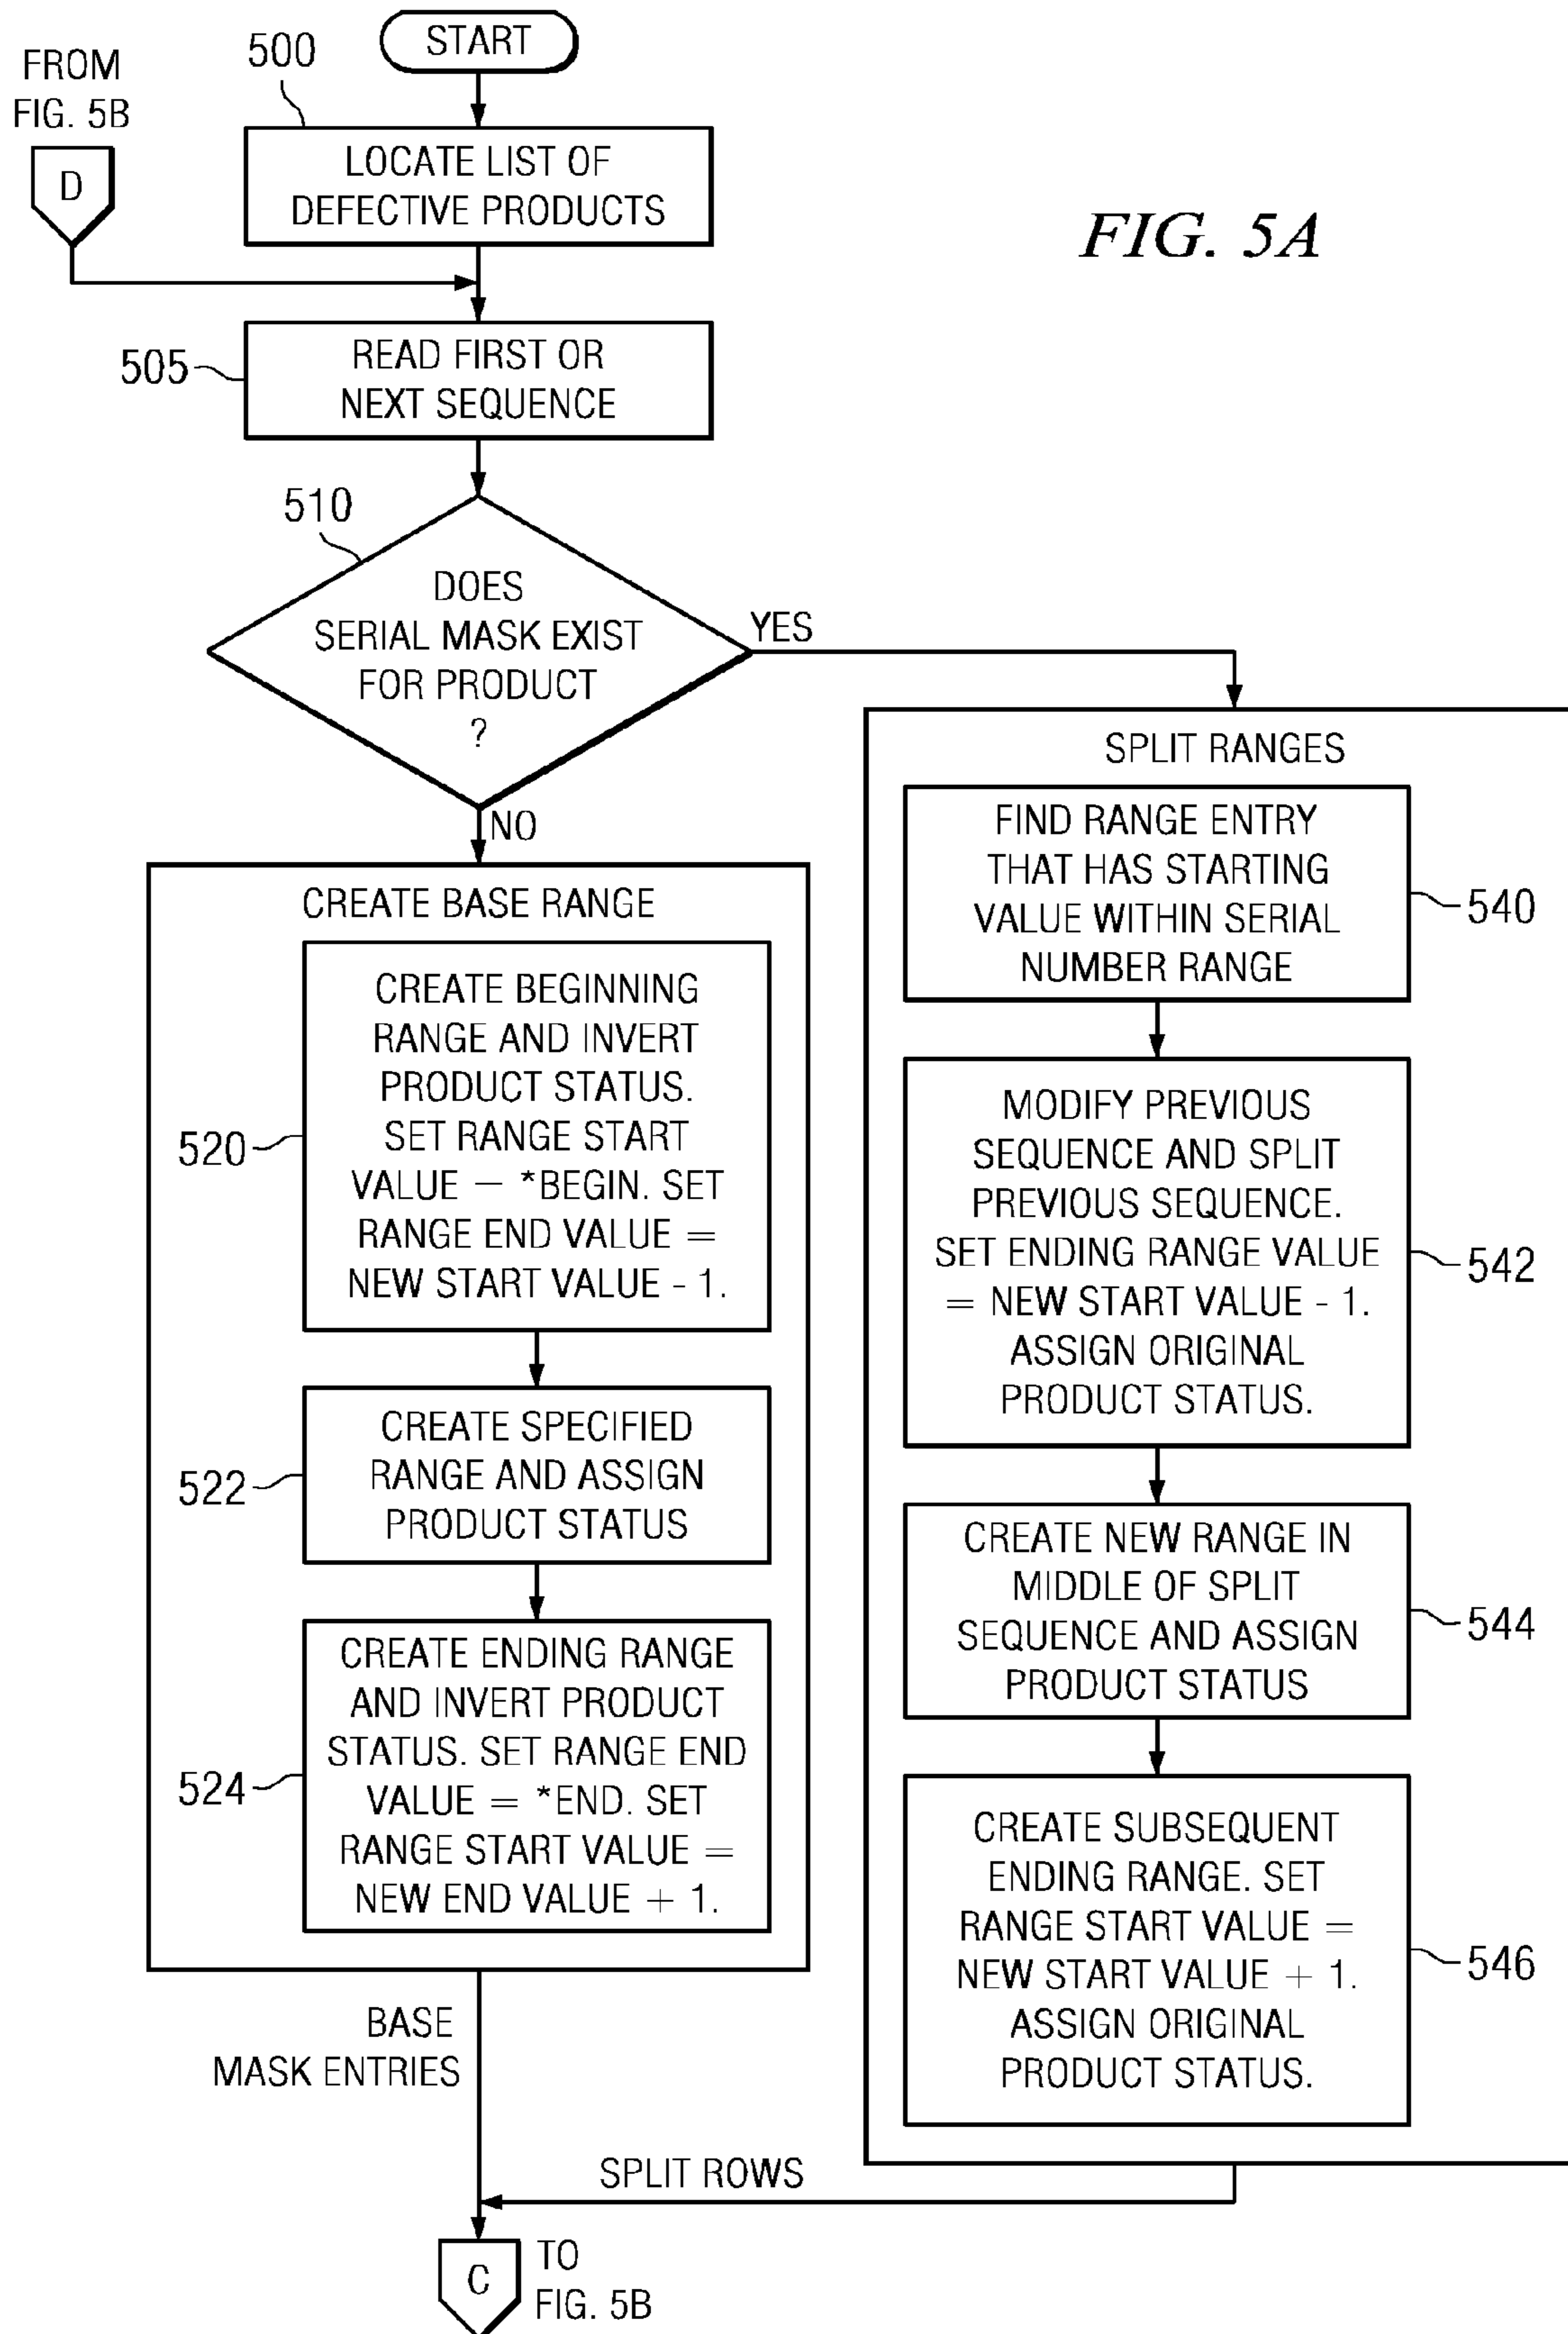 START
500
FROM
FIG. 5B
D
LOCATE LIST OF
DEFECTIVE PRODUCTS
FIG. 5A
505
READ FIRST OR
NEXT SEQUENCE
510
DOES
SERIAL MASK EXIST
FOR PRODUCT
?
YES
NO
CREATE BASE RANGE
520
CREATE BEGINNING
RANGE AND INVERT
PRODUCT STATUS.
SET RANGE START
VALUE — *BEGIN. SET
RANGE END VALUE =
NEW START VALUE - 1.
522
CREATE SPECIFIED
RANGE AND ASSIGN
PRODUCT STATUS
524
CREATE ENDING RANGE
AND INVERT PRODUCT
STATUS. SET RANGE END
VALUE = *END. SET
RANGE START VALUE =
NEW END VALUE + 1.
BASE
MASK ENTRIES
SPLIT RANGES
FIND RANGE ENTRY
THAT HAS STARTING
VALUE WITHIN SERIAL
NUMBER RANGE
540
MODIFY PREVIOUS
SEQUENCE AND SPLIT
PREVIOUS SEQUENCE.
SET ENDING RANGE VALUE
= NEW START VALUE - 1.
ASSIGN ORIGINAL
PRODUCT STATUS.
542
CREATE NEW RANGE IN
MIDDLE OF SPLIT
SEQUENCE AND ASSIGN
PRODUCT STATUS
544
CREATE SUBSEQUENT
ENDING RANGE. SET
RANGE START VALUE =
NEW START VALUE + 1.
ASSIGN ORIGINAL
PRODUCT STATUS.
546
SPLIT ROWS
C
TO
FIG. 5B